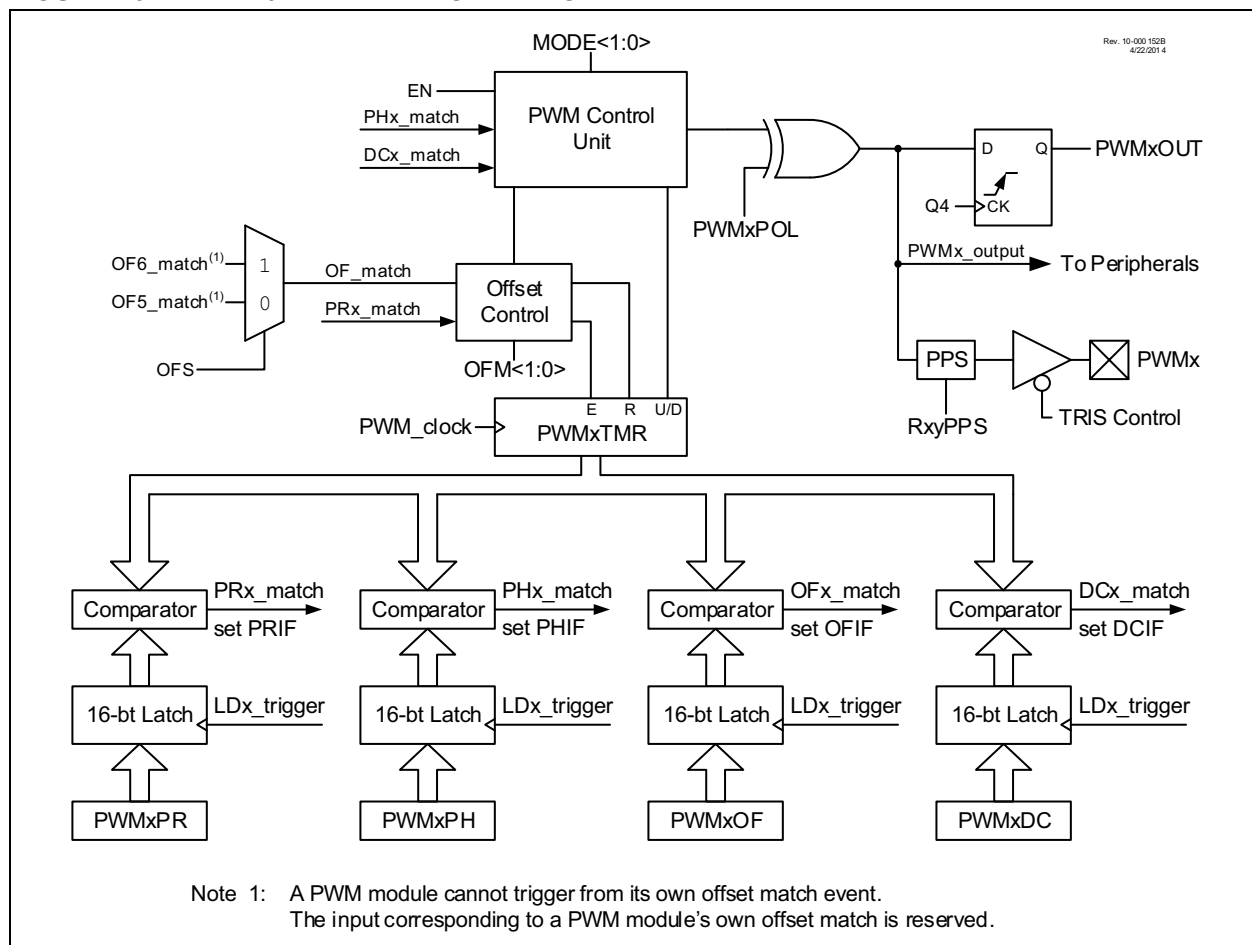 MODE<1:0>
Rev. 10-000 152B
4/22/201 4
EN
PHx_match
DCx_match
PWM Control
Unit
D
Q
PWMxOUT
Q4
CK
PWMxPOL
PWMx_output
To Peripherals
OF6_match(1)
1
OF5_match(1)
0
OF_match
PRx_match
Offset
Control
OFS
OFM<1:0>
PPS
PWMx
RxyPPS
TRIS Control
E
R
U/D
PWM_clock
PWMxTMR
Comparator
PRx_match
set PRIF
Comparator
PHx_match
set PHIF
Comparator
OFx_match
set OFIF
Comparator
DCx_match
set DCIF
16-bt Latch
LDx_trigger
16-bt Latch
LDx_trigger
16-bt Latch
LDx_trigger
16-bt Latch
LDx_trigger
PWMxPR
PWMxPH
PWMxOF
PWMxDC
Note 1: A PWM module cannot trigger from its own offset match event.
The input corresponding to a PWM module's own offset match is reserved.